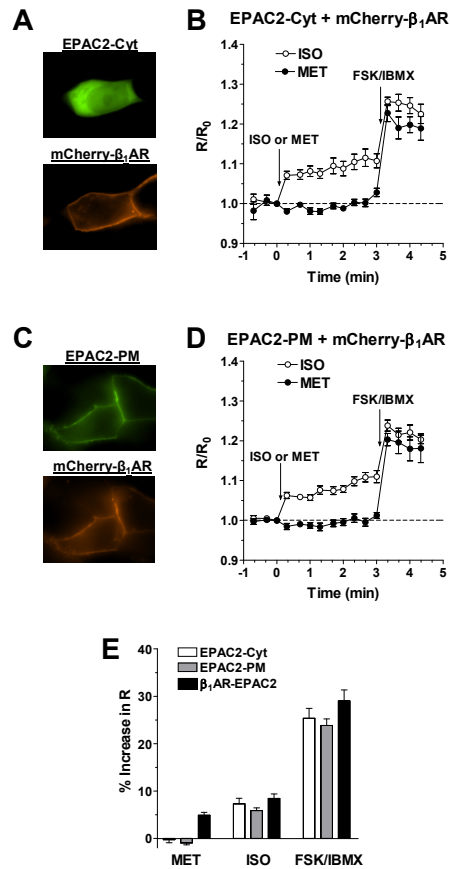 A
EPAC2-Cyt
mCherry-β1AR
B
EPAC2-Cyt + mCherry-β1AR
ISO
MET
FSK/IBMX
ISO or MET
R/R0
1.4
1.3
1.2
1.1
1.0
0.9
-1 0 1 2 3 4 5
Time (min)
C
EPAC2-PM
mCherry-β1AR
D
EPAC2-PM + mCherry-β1AR
ISO
MET
FSK/IBMX
ISO or MET
R/R0
1.4
1.3
1.2
1.1
1.0
0.9
-1 0 1 2 3 4 5
Time (min)
E
EPAC2-Cyt
EPAC2-PM
β1AR-EPAC2
% Increase in R
40
30
20
10
0
MET ISO FSK/IBMX